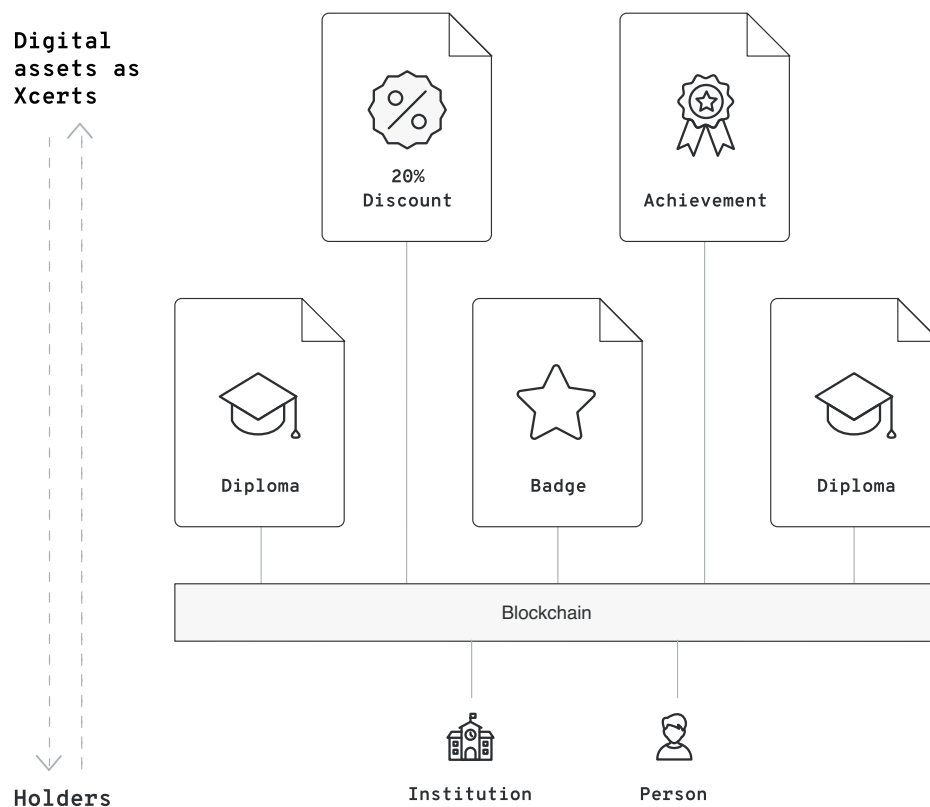 Digital
assets as
Xcerts
20%
Discount
Achievement
Diploma
Badge
Diploma
Blockchain
Institution
Person
Holders